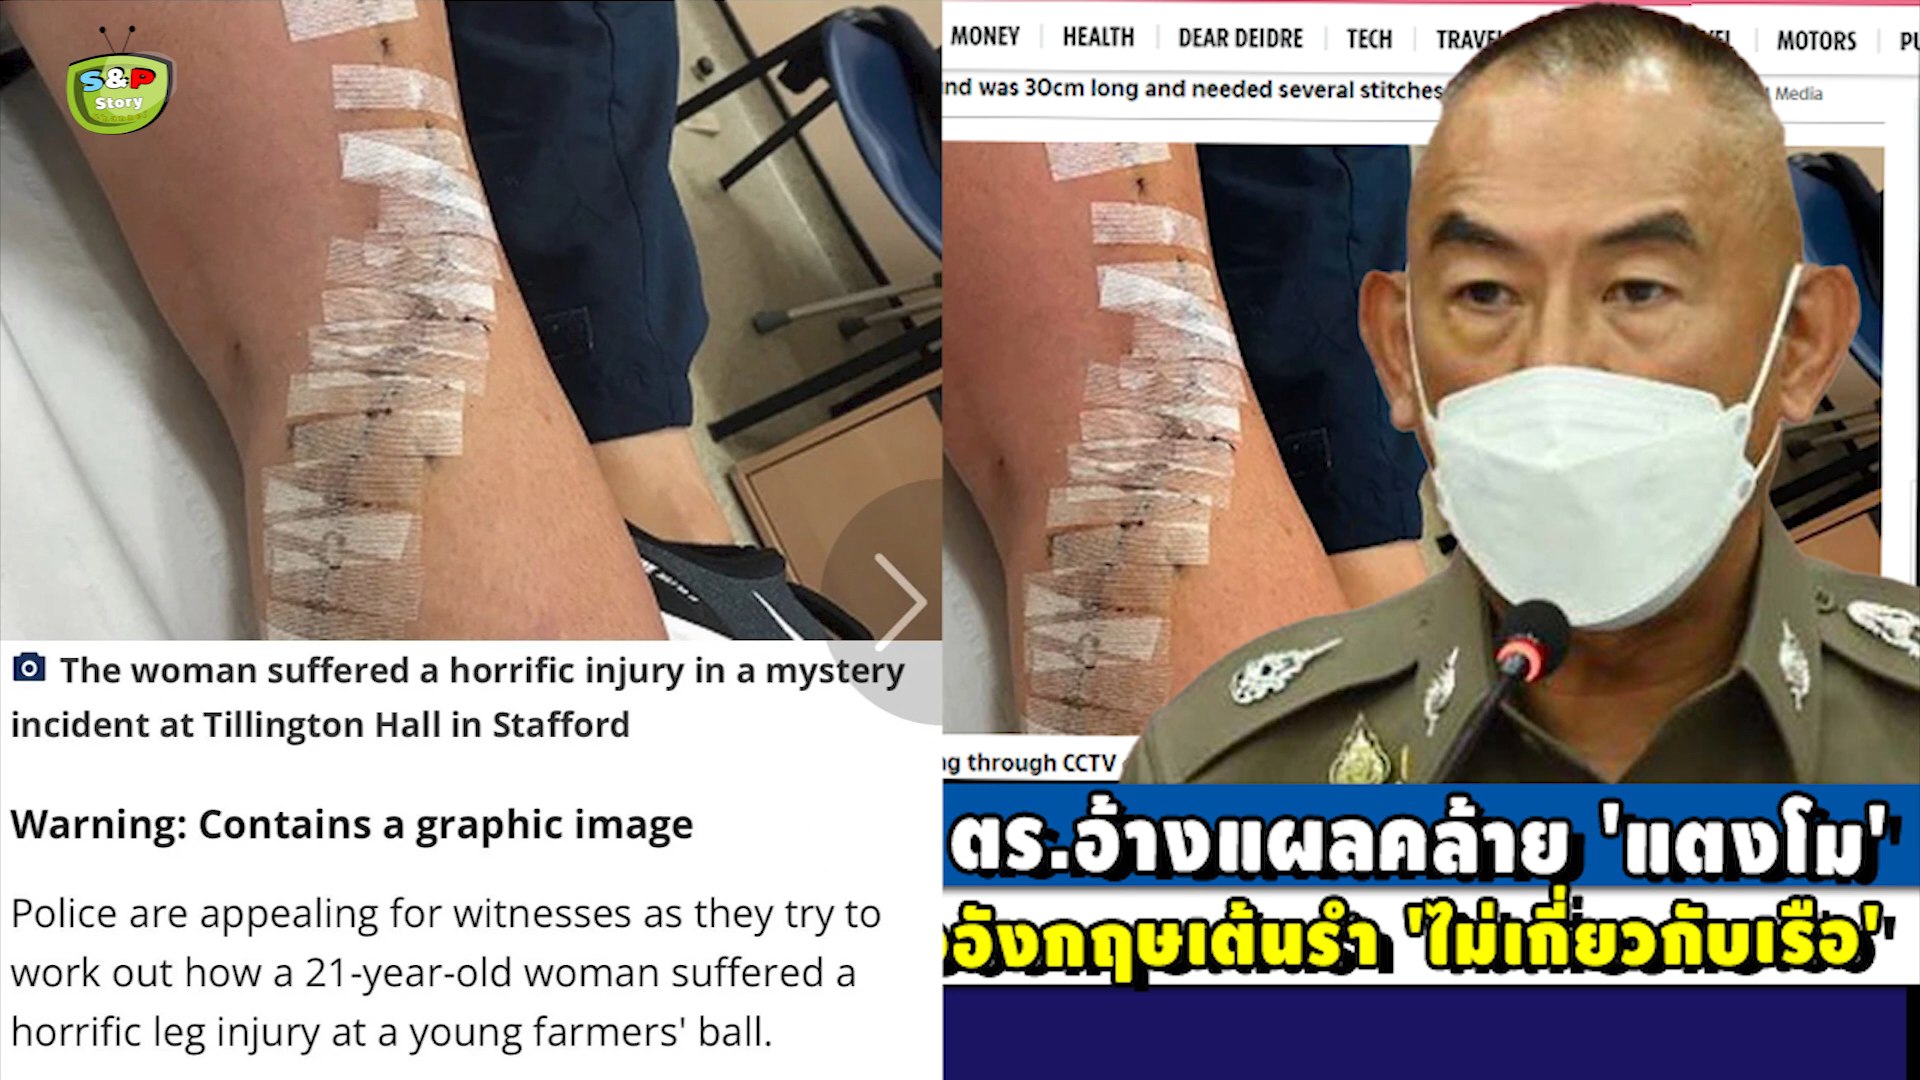 S&P
Story
The woman suffered a horrific injury in a mystery
incident at Tillington Hall in Stafford
Warning: Contains a graphic image
Police are appealing for witnesses as they try to
work out how a 21-year-old woman suffered a
horrific leg injury at a young farmers' ball.
MONEY HEALTH DEAR DEIDRE TECH MOTORS
was 30cm long and needed several stitches
Media
through CCTV
ตร.อ้างแผลคล้าย 'แตงโม'
อังกฤษเต้นรำ 'ไม่เกี่ยวกับเรือ'